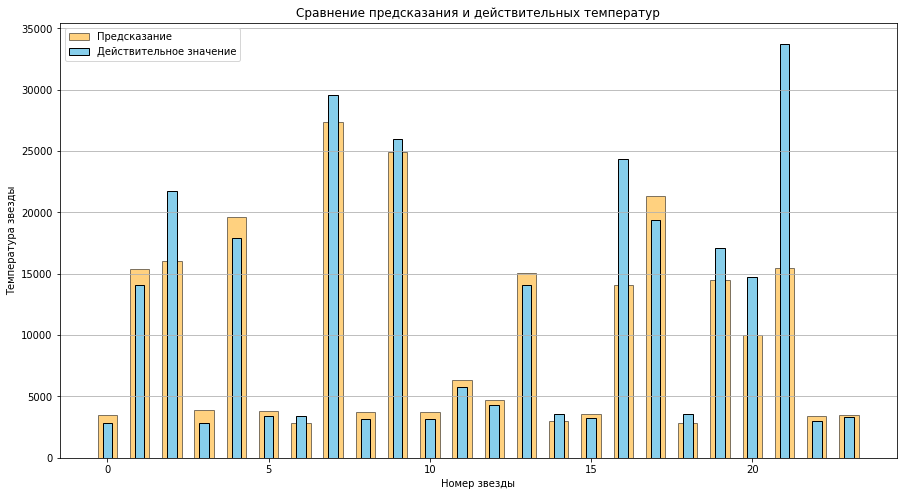 Сравнение предсказания и действительных температур
Предсказание
Действительное значение
Температура звезды
35000
30000
25000
20000
15000
10000
5000
0
0 5 10 15 20
Номер звезды